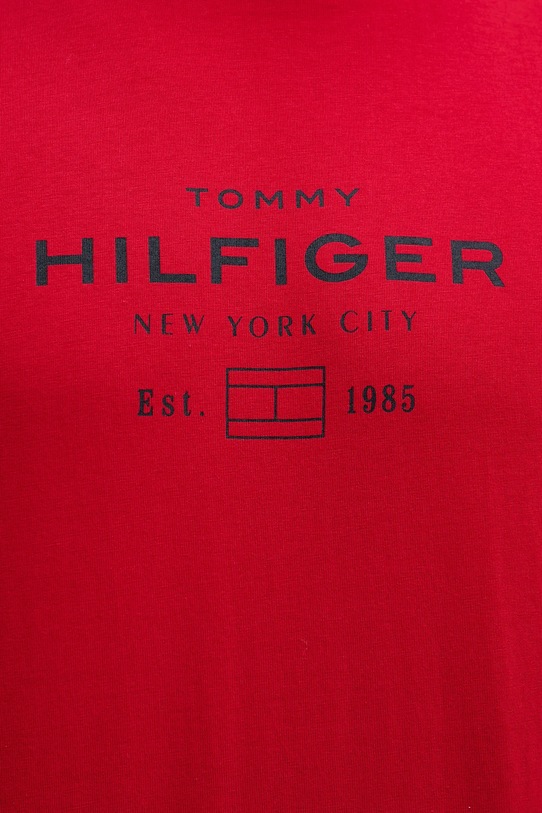 TOMMY
HILFIGER
NEW YORK CITY
Est. 1985